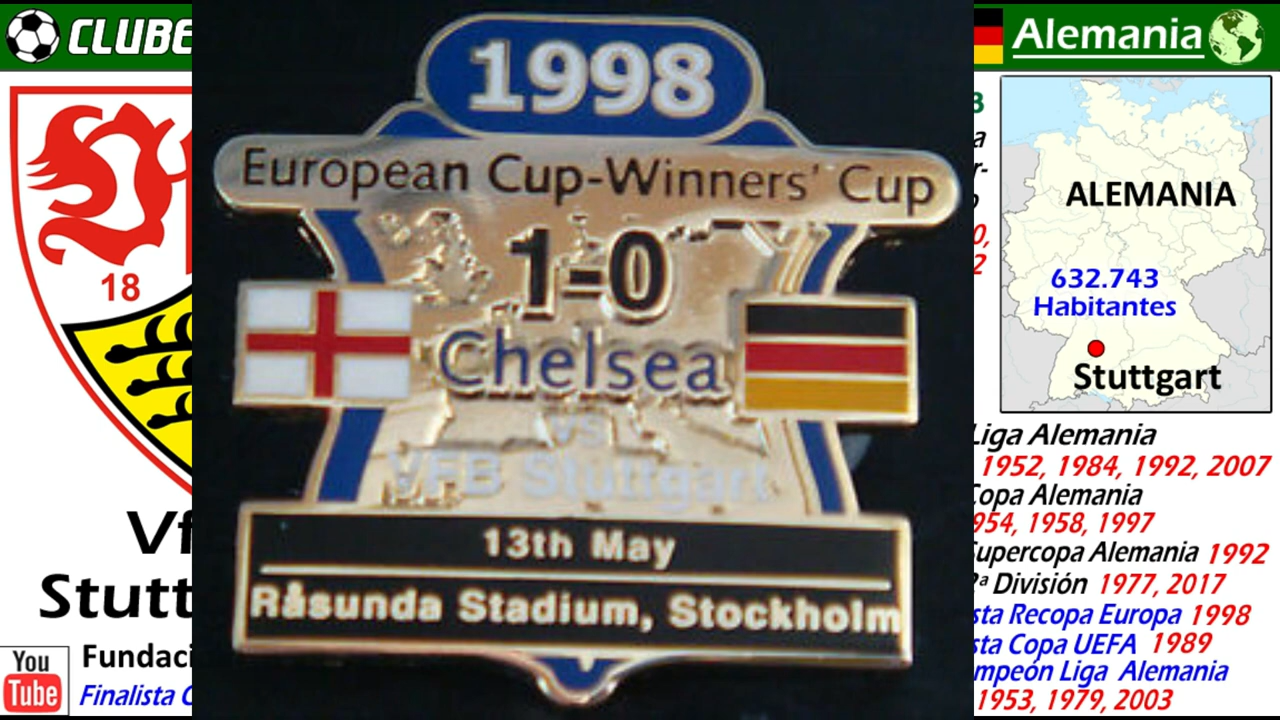 CLUBE
18
Vf
Stutt
You
Tube
Fundaci
Finalista C
1998
European Cup-Winners' Cup
1-0
Chelsea
vs
VFB Stuttgart
13th May
Råsunda Stadium, Stockholm
Alemania
ALEMANIA
632.743
Habitantes
Stuttgart
Liga Alemania
1952, 1984, 1992, 2007
Copa Alemania
954, 1958, 1997
Supercopa Alemania 1992
2ª División 1977, 2017
sta Recopa Europa 1998
sta Copa UEFA 1989
mpeón Liga Alemania
1953, 1979, 2003